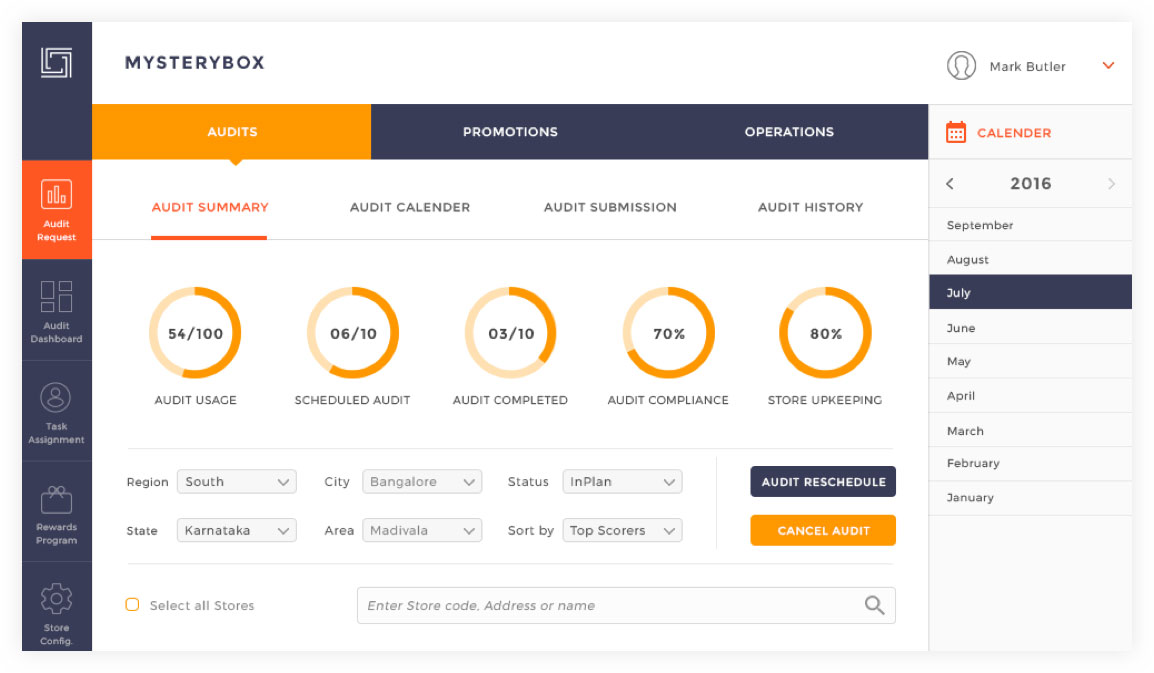 MYSTERYBOX
Mark Butler
AUDITS
PROMOTIONS
OPERATIONS
CALENDER
Audit
Request
Audit
Dashboard
Task
Assignment
Rewards
Program
Store
Config.
AUDIT SUMMARY
AUDIT CALENDER
AUDIT SUBMISSION
AUDIT HISTORY
54/100
06/10
03/10
70%
80%
AUDIT USAGE
SCHEDULED AUDIT
AUDIT COMPLETED
AUDIT COMPLIANCE
STORE UPKEEPING
Region South
City Bangalore
Status InPlan
AUDIT RESCHEDULE
State Karnataka
Area Madivala
Sort by Top Scorers
CANCEL AUDIT
Select all Stores
Enter Store code, Address or name
2016
September
August
July
June
May
April
March
February
January